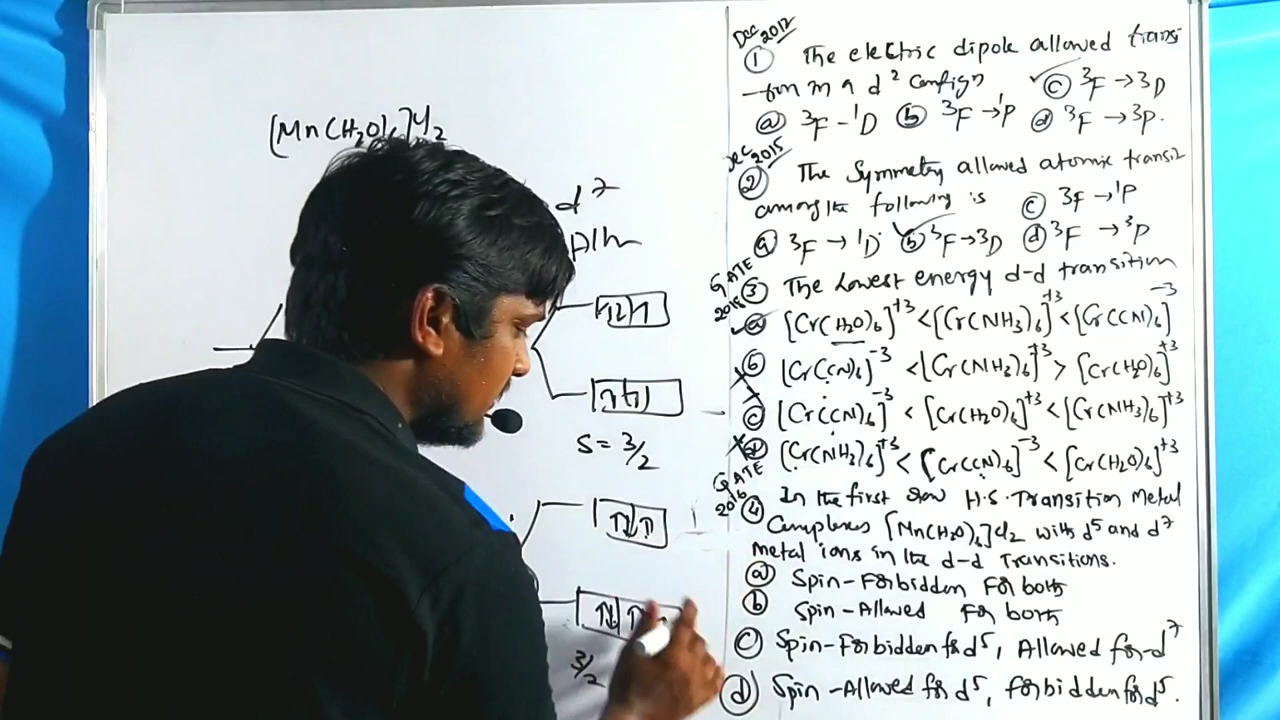 [Mn(H₂O)₆]Cl₂
d⁷
S = 3/2
3/2
Dec 2012
① The electric dipole allowed transi
-tion in a d² Configⁿ ✓ⓒ ³F → ³D
ⓐ ³F - ¹D ⓑ ³F → ¹P ⓓ ³F → ³P.
Dec 2015
② The Symmetry allowed atomic transit
among the following is ⓒ ³F → ¹P
ⓐ ³F → ¹D ✓ⓑ ³F → ³D ⓓ ³F → ³P
GATE
③ The Lowest energy d-d transition
ⓐ [Cr(H₂O)₆]⁺³ < [Cr(NH₃)₆]⁺³ < [Cr(CN)₆]⁻³
ⓑ [Cr(CN)₆]⁻³ < [Cr(NH₃)₆]⁺³ > [Cr(H₂O)₆]⁺³
ⓒ [Cr(CN)₆]⁻³ < [Cr(H₂O)₆]⁺³ < [Cr(NH₃)₆]⁺³
ⓓ [Cr(NH₃)₆]⁺³ < [Cr(CN)₆]⁻³ < [Cr(H₂O)₆]⁺³
GATE 2016
④ In the first row H.S. Transition Metal
Complexes [Mn(H₂O)₆]Cl₂ with d⁵ and d⁷
metal ions in the d-d Transitions.
ⓐ Spin-Forbidden For both
ⓑ Spin-Allowed For both
ⓒ Spin-Forbidden for d⁵, Allowed for-d⁷
ⓓ Spin-Allowed for d⁵, forbidden for d⁵.